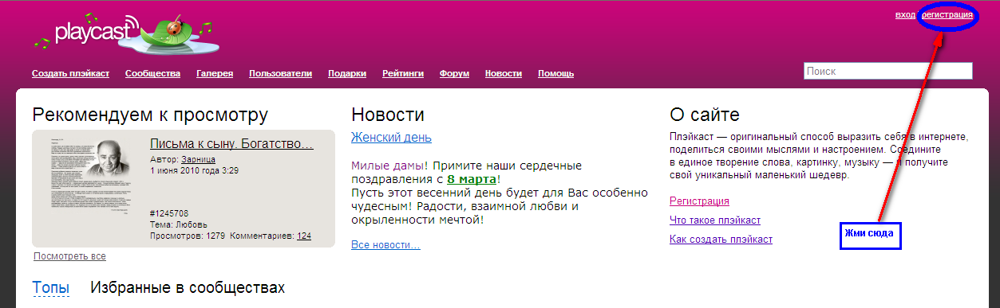 вход регистрация
playcast
Создать плэйкаст Сообщества Галерея Пользователи Подарки Рейтинги Форум Новости Помощь
Поиск
Рекомендуем к просмотру
Письма к сыну. Богатство...
Автор: Зарница
1 июня 2010 года 3:29
#1245708
Тема: Любовь
Просмотров: 1279 Комментариев: 124
Посмотреть все
Новости
Женский день
Милые дамы! Примите наши сердечные
поздравления с 8 марта!
Пусть этот весенний день будет для Вас особенно
чудесным! Радости, взаимной любви и
окрыленности мечтой!
Все новости...
О сайте
Плэйкаст — оригинальный способ выразить себя в интернете,
поделиться своими мыслями и настроением. Соедините
в единое творение слова, картинку, музыку — и получите
свой уникальный маленький шедевр.
Регистрация
Что такое плэйкаст
Как создать плэйкаст
Жми сюда
Топы Избранные в сообществах